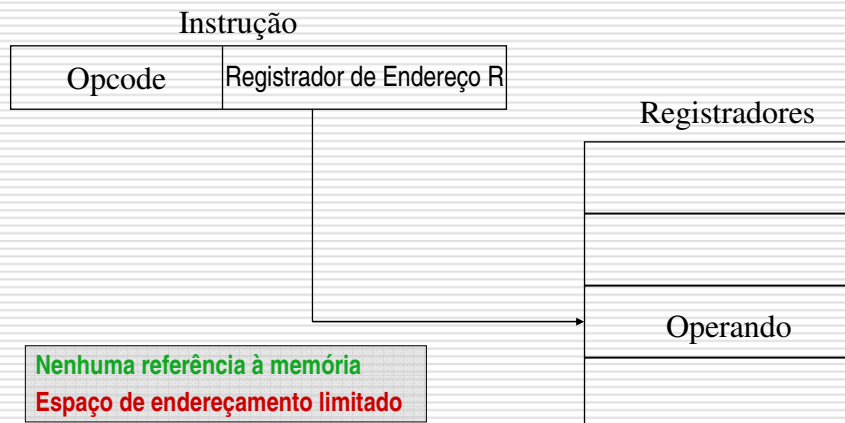 Instrução
Opcode
Registrador de Endereço R
Registradores
Operando
Nenhuma referência à memória
Espaço de endereçamento limitado